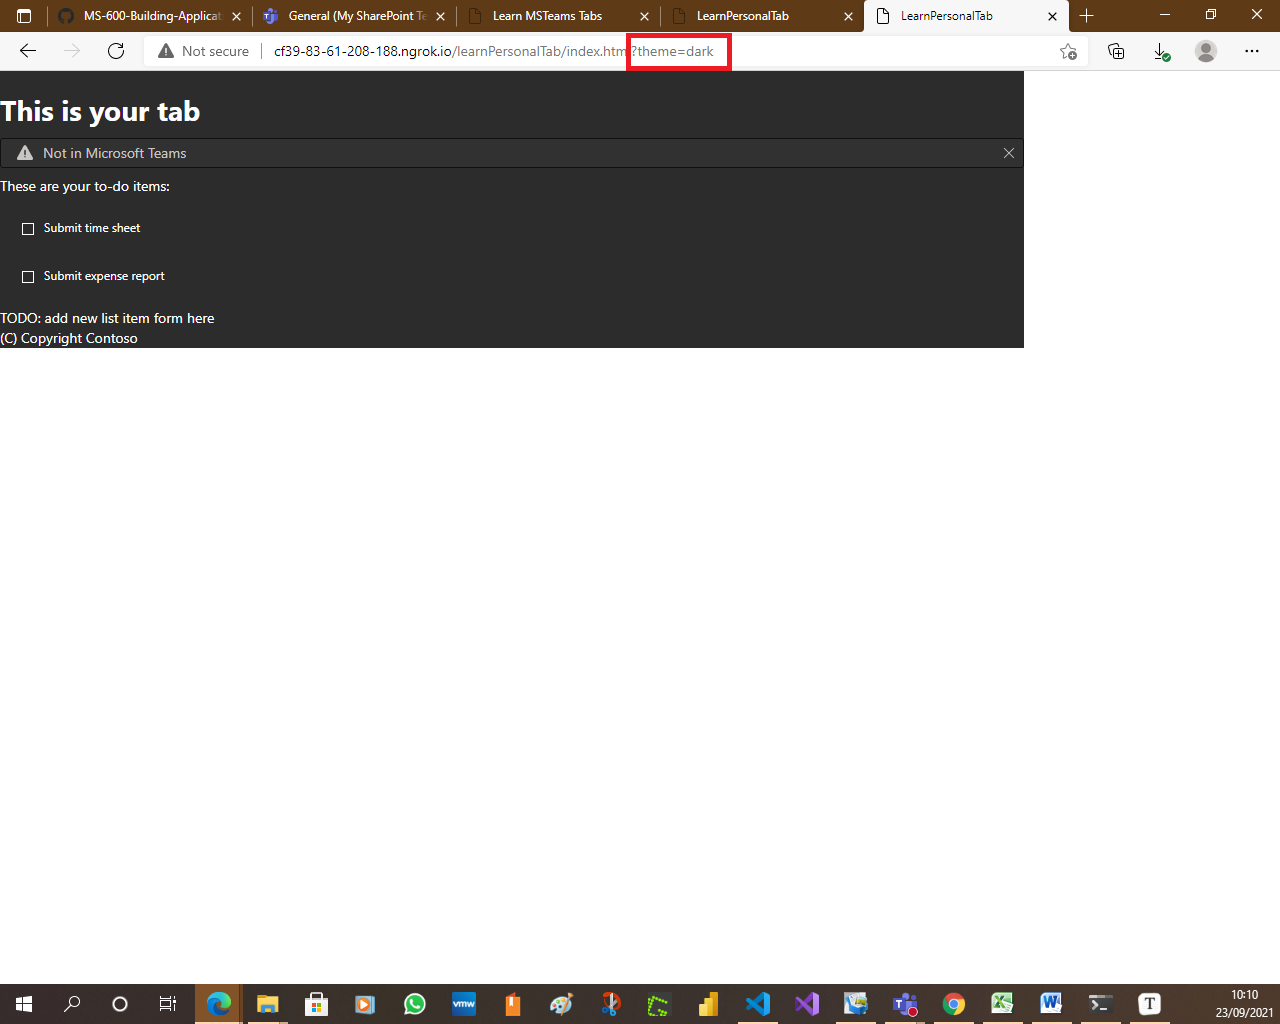 MS-600-Building-Applicat
General (My SharePoint Te
Learn MSTeams Tabs
LearnPersonalTab
LearnPersonalTab
Not secure
cf39-83-61-208-188.ngrok.io/learnPersonalTab/index.htm?theme=dark
This is your tab
Not in Microsoft Teams
These are your to-do items:
Submit time sheet
Submit expense report
TODO: add new list item form here
(C) Copyright Contoso
vmw
T
10:10
23/09/2021